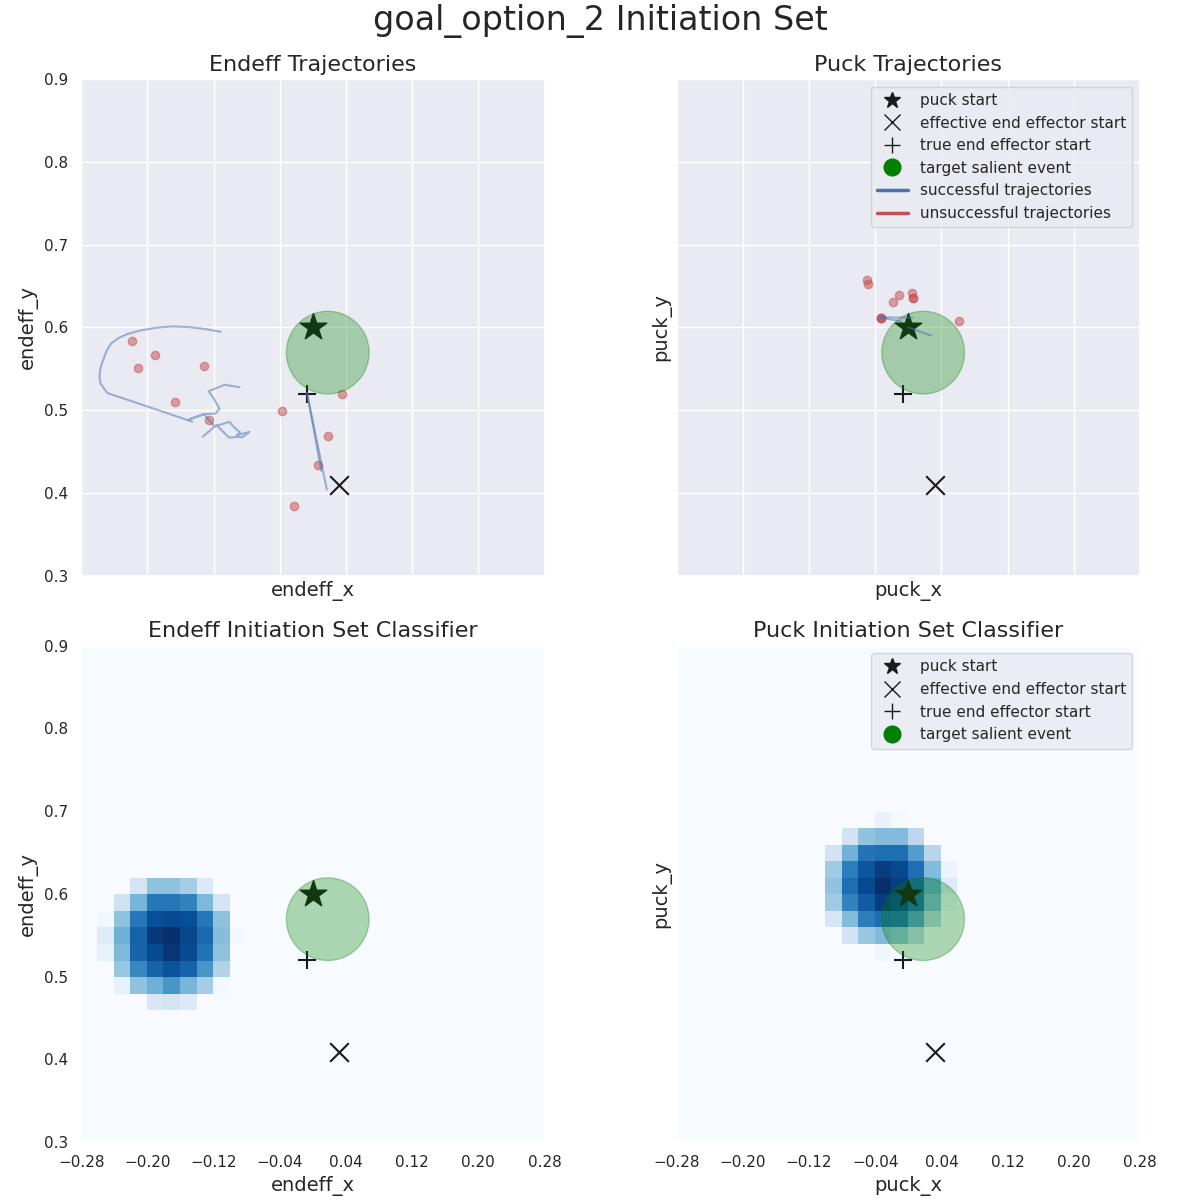 goal_option_2 Initiation Set
Endeff Trajectories
0.9
0.8
0.7
0.6
0.5
0.4
0.3
endeff_y
endeff_x
Puck Trajectories
puck start
effective end effector start
true end effector start
target salient event
successful trajectories
unsuccessful trajectories
puck_y
puck_x
Endeff Initiation Set Classifier
0.9
0.8
0.7
0.6
0.5
0.4
0.3
endeff_y
−0.28 −0.20 −0.12 −0.04 0.04 0.12 0.20 0.28
endeff_x
Puck Initiation Set Classifier
puck start
effective end effector start
true end effector start
target salient event
puck_y
−0.28 −0.20 −0.12 −0.04 0.04 0.12 0.20 0.28
puck_x